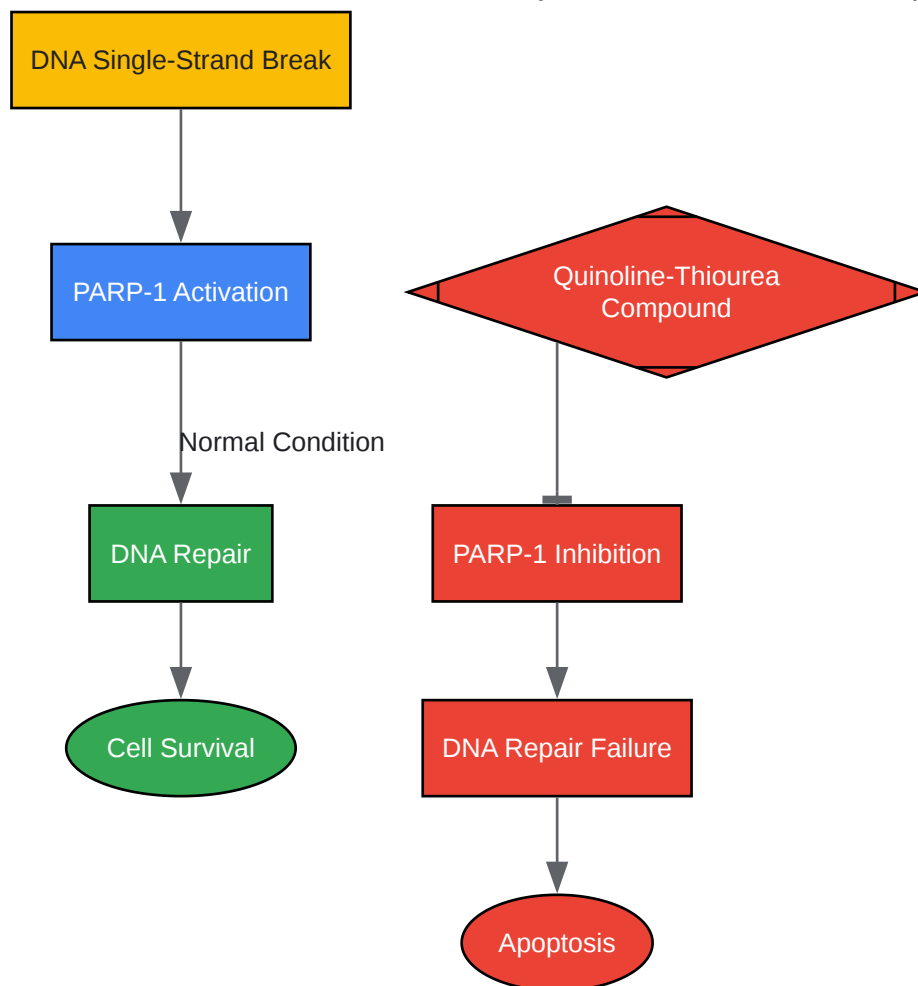 DNA Single-Strand Break
PARP-1 Activation
Quinoline-Thiourea
Compound
Normal Condition
DNA Repair
PARP-1 Inhibition
Cell Survival
DNA Repair Failure
Apoptosis